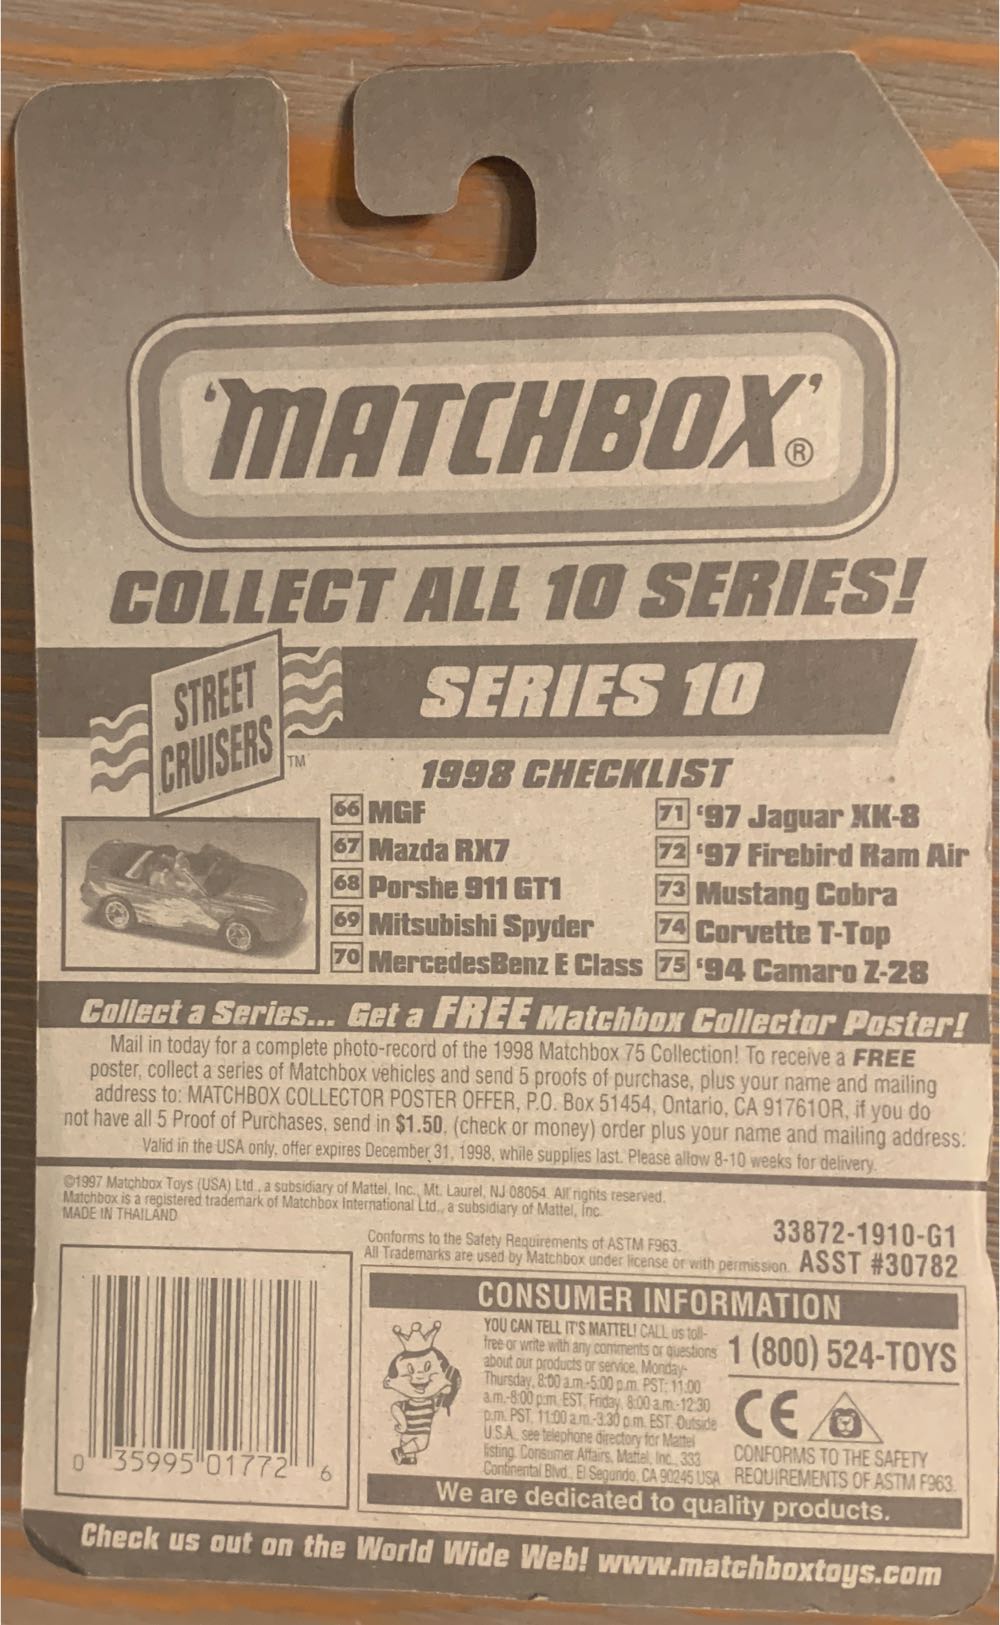 'MATCHBOX'®
COLLECT ALL 10 SERIES!
STREET
CRUISERS™
SERIES 10
1998 CHECKLIST
66 MGF
67 Mazda RX7
68 Porshe 911 GT1
69 Mitsubishi Spyder
70 MercedesBenz E Class
71 '97 Jaguar XK-8
72 '97 Firebird Ram Air
73 Mustang Cobra
74 Corvette T-Top
75 '94 Camaro Z-28
Collect a Series... Get a FREE Matchbox Collector Poster!
Mail in today for a complete photo-record of the 1998 Matchbox 75 Collection! To receive a FREE
poster, collect a series of Matchbox vehicles and send 5 proofs of purchase, plus your name and mailing
address to: MATCHBOX COLLECTOR POSTER OFFER, P.O. Box 51454, Ontario, CA 91761OR, if you do
not have all 5 Proof of Purchases, send in $1.50, (check or money) order plus your name and mailing address.
Valid in the USA only, offer expires December 31, 1998, while supplies last. Please allow 8-10 weeks for delivery.
©1997 Matchbox Toys (USA) Ltd., a subsidiary of Mattel, Inc., Mt. Laurel, NJ 08054. All rights reserved.
Matchbox is a registered trademark of Matchbox International Ltd., a subsidiary of Mattel, Inc.
MADE IN THAILAND
Conforms to the Safety Requirements of ASTM F963.
All Trademarks are used by Matchbox under license or with permission.
33872-1910-G1
ASST #30782
0 35995 01772 6
CONSUMER INFORMATION
YOU CAN TELL IT'S MATTEL! CALL us toll-
free or write with any comments or questions
about our products or service, Monday-
Thursday, 8:00 a.m.-5:00 p.m. PST; 11:00
a.m.-8:00 p.m. EST, Friday, 8:00 a.m.-12:30
p.m. PST, 11:00 a.m.-3:30 p.m. EST. Outside
U.S.A. see telephone directory for Mattel
listing. Consumer Affairs, Mattel, Inc., 333
Continental Blvd., El Segundo, CA 90245 USA
1 (800) 524-TOYS
CE
CONFORMS TO THE SAFETY
REQUIREMENTS OF ASTM F963.
We are dedicated to quality products.
Check us out on the World Wide Web! www.matchboxtoys.com